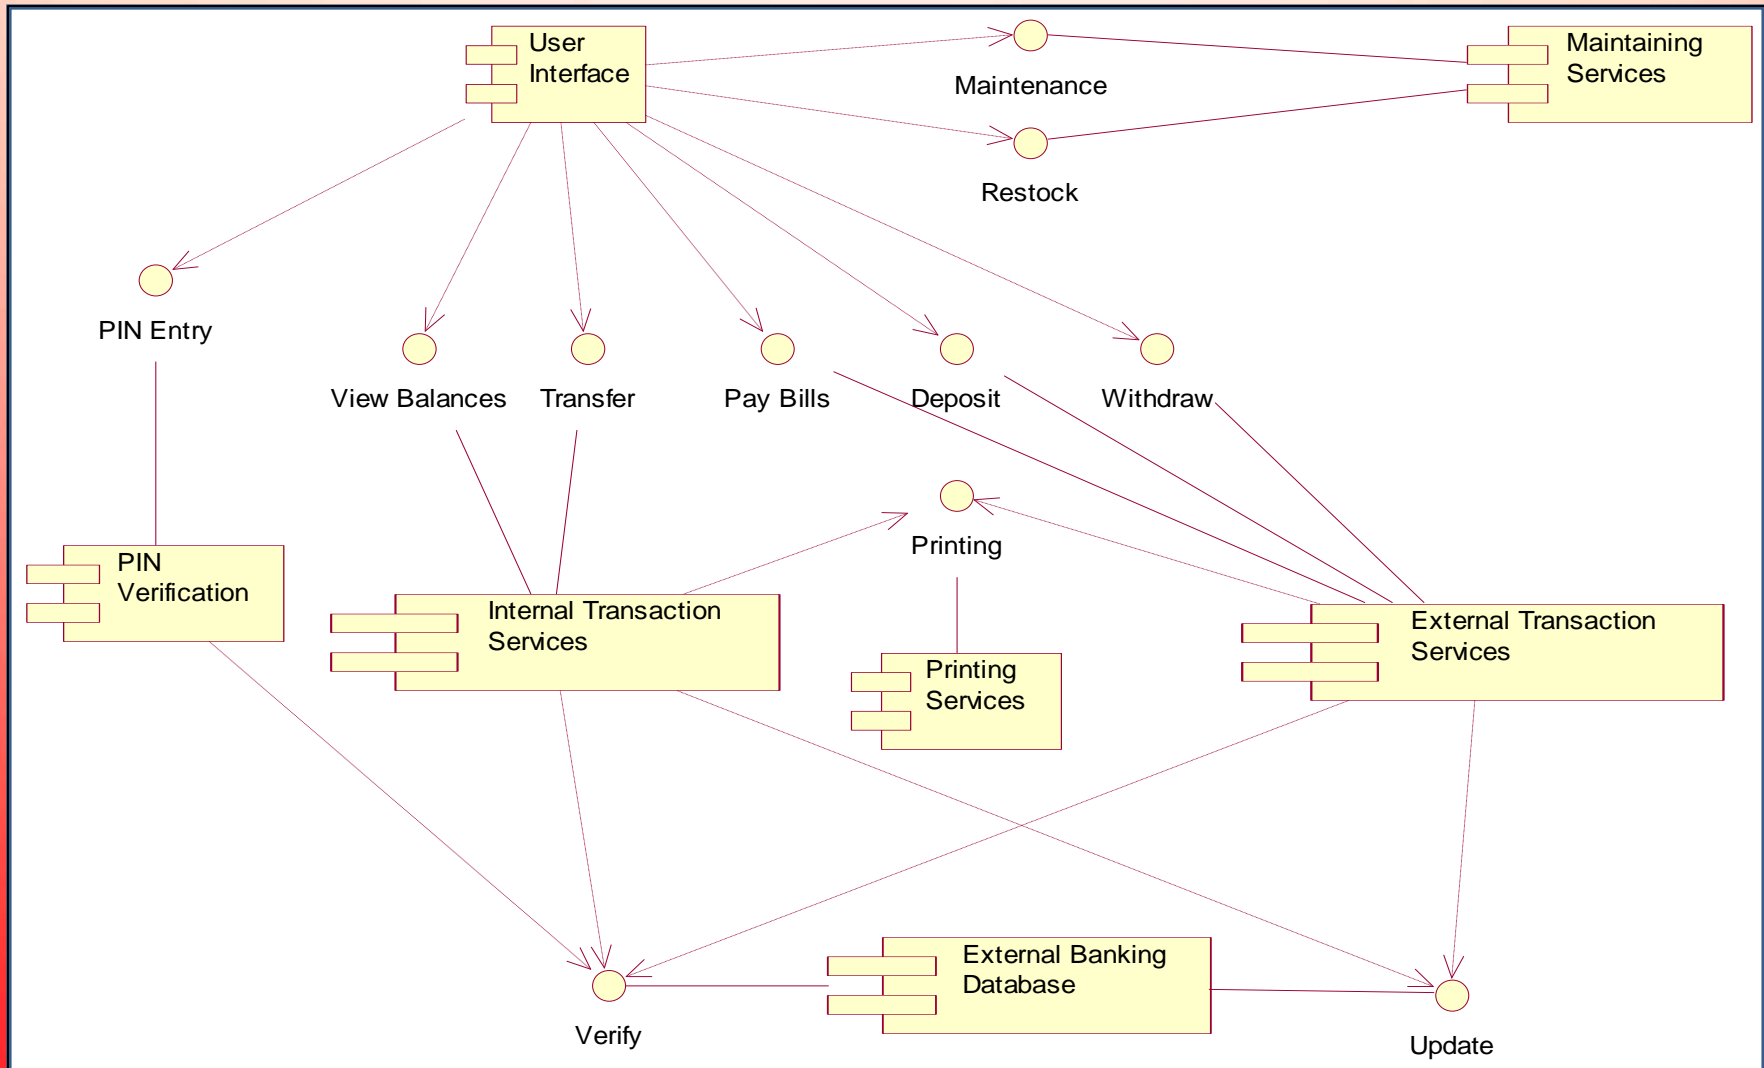 User
Interface
Maintenance
Maintaining
Services
Restock
PIN Entry
View Balances
Transfer
Pay Bills
Deposit
Withdraw
Printing
PIN
Verification
Internal Transaction
Services
Printing
Services
External Transaction
Services
External Banking
Database
Verify
Update